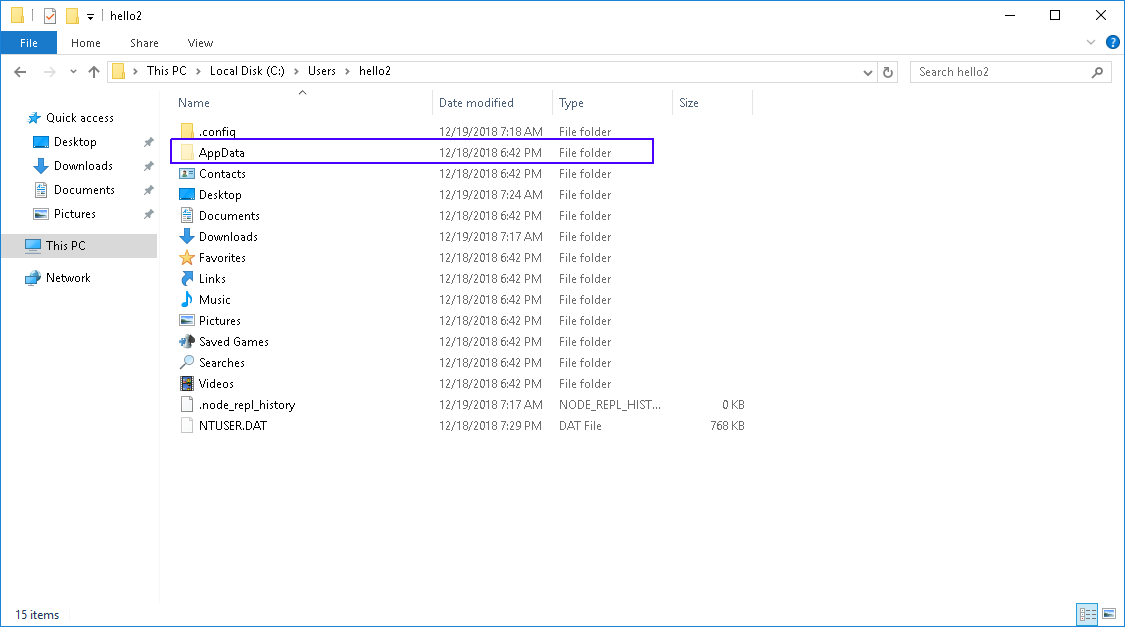 hello2
File Home Share View
This PC Local Disk (C:) Users hello2
Search hello2
Quick access
Desktop
Downloads
Documents
Pictures
This PC
Network
Name Date modified Type Size
.config 12/19/2018 7:18 AM File folder
AppData 12/18/2018 6:42 PM File folder
Contacts 12/18/2018 6:42 PM File folder
Desktop 12/19/2018 7:24 AM File folder
Documents 12/18/2018 6:42 PM File folder
Downloads 12/19/2018 7:17 AM File folder
Favorites 12/18/2018 6:42 PM File folder
Links 12/18/2018 6:42 PM File folder
Music 12/18/2018 6:42 PM File folder
Pictures 12/18/2018 6:42 PM File folder
Saved Games 12/18/2018 6:42 PM File folder
Searches 12/18/2018 6:42 PM File folder
Videos 12/18/2018 6:42 PM File folder
.node_repl_history 12/19/2018 7:17 AM NODE_REPL_HIST... 0 KB
NTUSER.DAT 12/18/2018 7:29 PM DAT File 768 KB
15 items